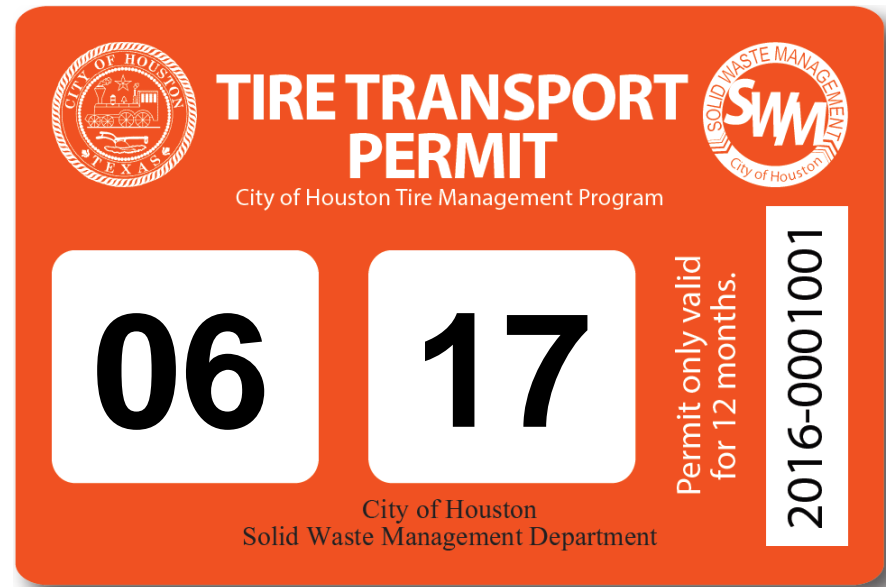 CITY OF HOUSTON
TEXAS
TIRE TRANSPORT
PERMIT
City of Houston Tire Management Program
SOLID WASTE MANAGEMENT
SWM
City of Houston
06
17
Permit only valid
for 12 months.
2016-0001001
City of Houston
Solid Waste Management Department